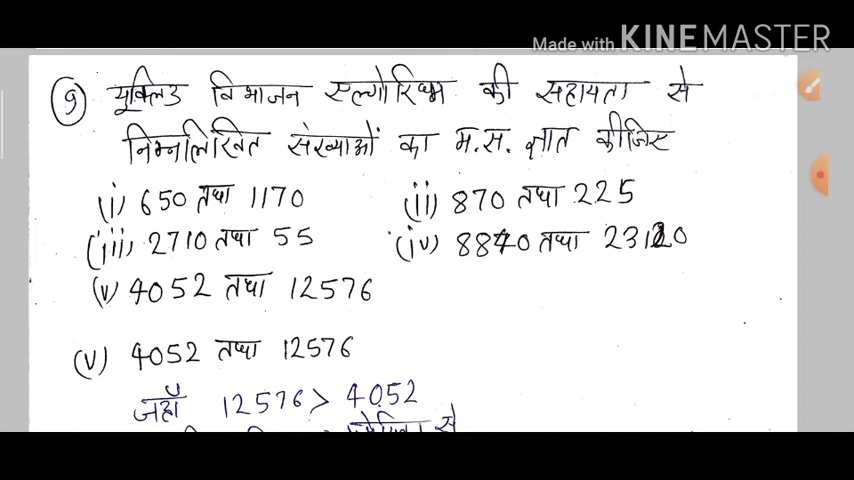 Made with KINEMASTER
9 यूक्लिड विभाजन एल्गोरिथ्म की सहायता से
निम्नलिखित संख्याओं का म.स. ज्ञात कीजिए
(i) 650 तथा 1170 (ii) 870 तथा 225
(iii) 2710 तथा 55 (iv) 8840 तथा 23120
(v) 4052 तथा 12576
(v) 4052 तथा 12576
जहाँ 12576 > 4052
से